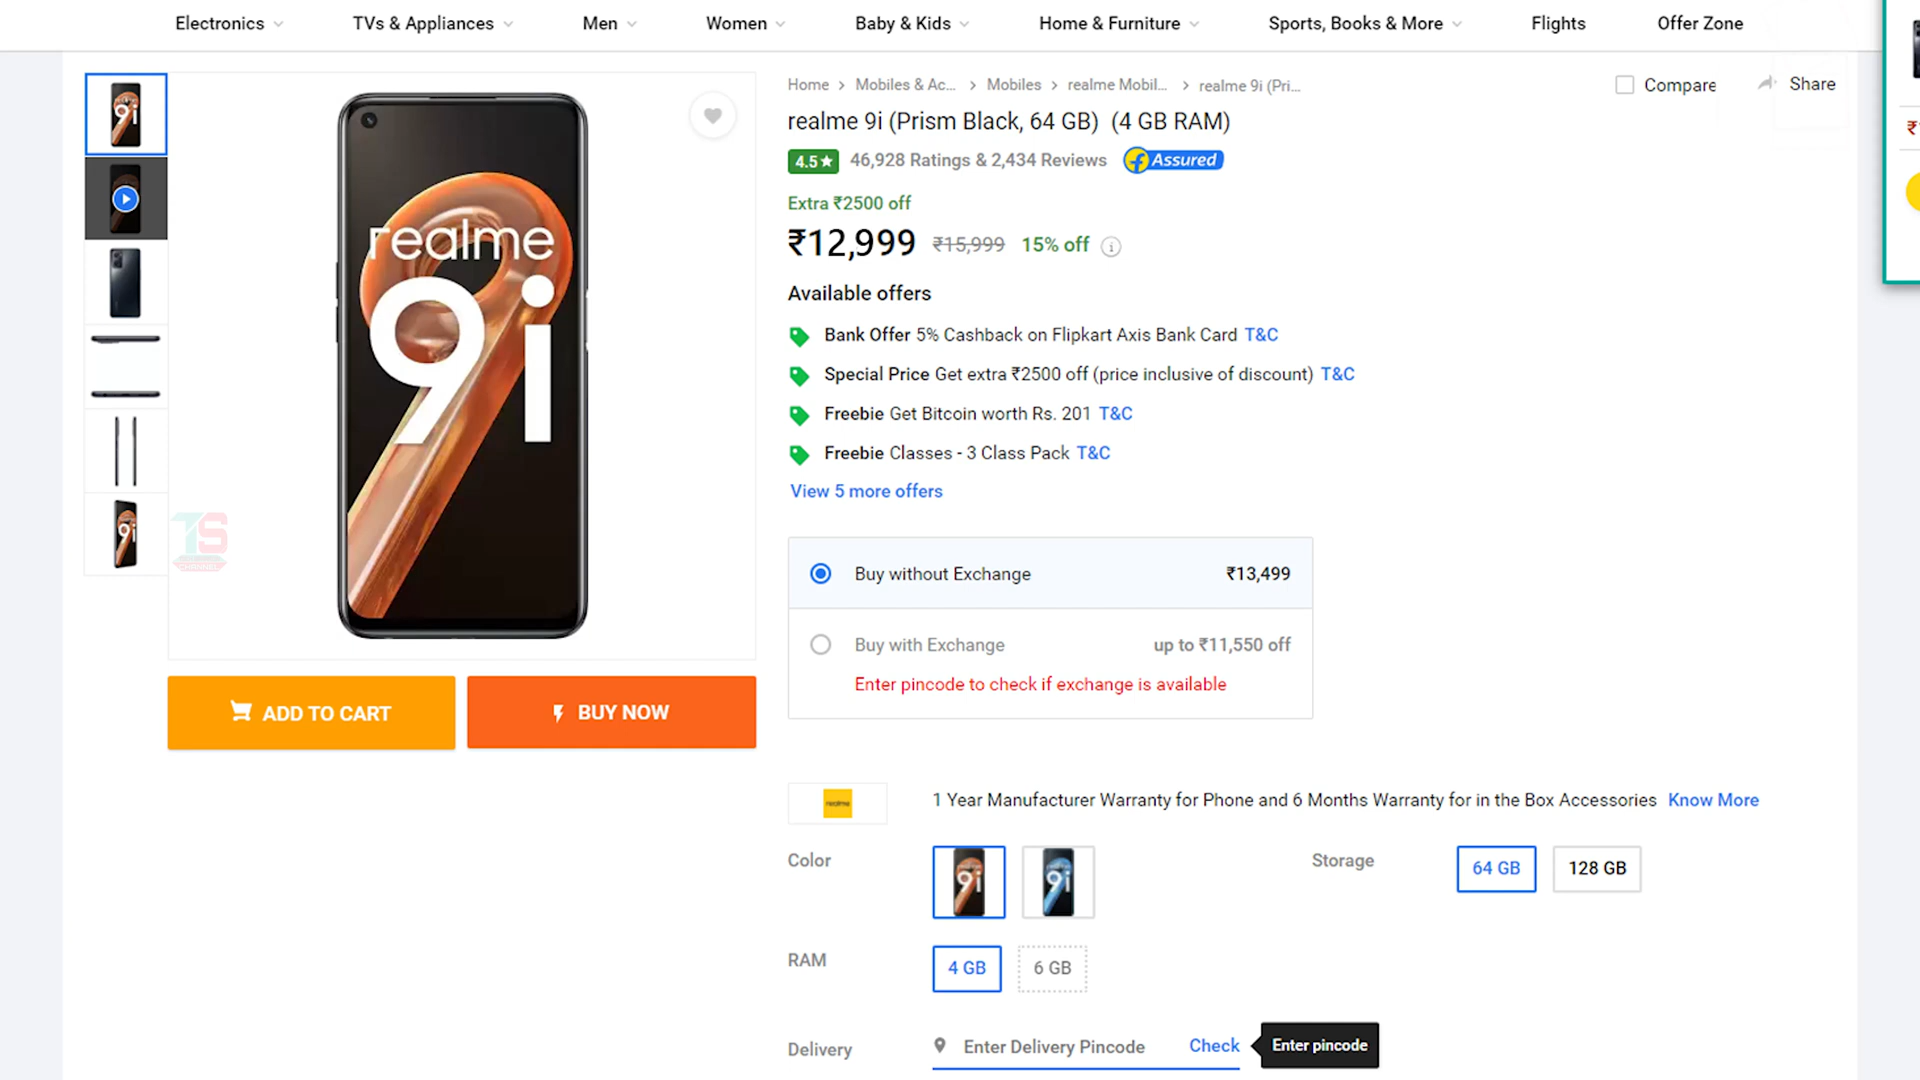 Electronics
TVs & Appliances
Men
Women
Baby & Kids
Home & Furniture
Sports, Books & More
Flights
Offer Zone
Home
Mobiles & Ac...
Mobiles
realme Mobil...
realme 9i (Pri...
Compare
Share
realme 9i (Prism Black, 64 GB) (4 GB RAM)
4.5★ 46,928 Ratings & 2,434 Reviews Assured
Extra ₹2500 off
₹12,999 ₹15,999 15% off
Available offers
Bank Offer 5% Cashback on Flipkart Axis Bank Card T&C
Special Price Get extra ₹2500 off (price inclusive of discount) T&C
Freebie Get Bitcoin worth Rs. 201 T&C
Freebie Classes - 3 Class Pack T&C
View 5 more offers
realme
9i
9i
9i
TS
CHANNEL
Buy without Exchange ₹13,499
Buy with Exchange up to ₹11,550 off
Enter pincode to check if exchange is available
ADD TO CART
BUY NOW
realme
1 Year Manufacturer Warranty for Phone and 6 Months Warranty for in the Box Accessories Know More
Color
9i
9i
Storage
64 GB
128 GB
RAM
4 GB
6 GB
Delivery
Enter Delivery Pincode
Check
Enter pincode